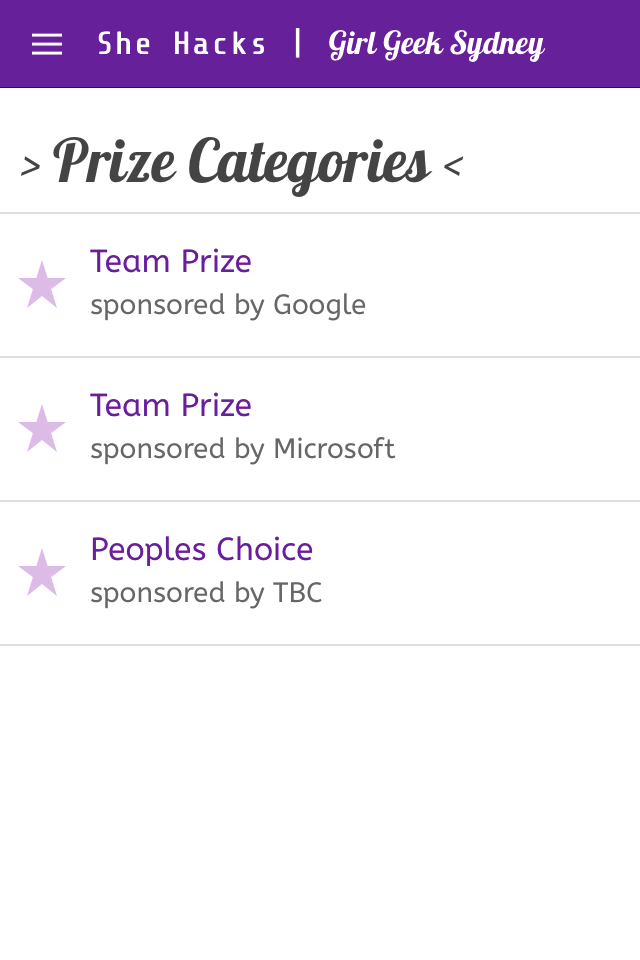 She Hacks | Girl Geek Sydney
> Prize Categories <
Team Prize
sponsored by Google
Team Prize
sponsored by Microsoft
Peoples Choice
sponsored by TBC